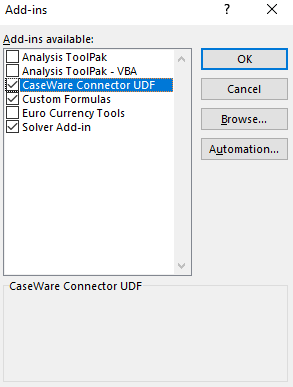 Add-ins
?
Add-ins available:
OK
Analysis ToolPak
Analysis ToolPak - VBA
CaseWare Connector UDF
Custom Formulas
Euro Currency Tools
Solver Add-in
Cancel
Browse...
Automation...
CaseWare Connector UDF